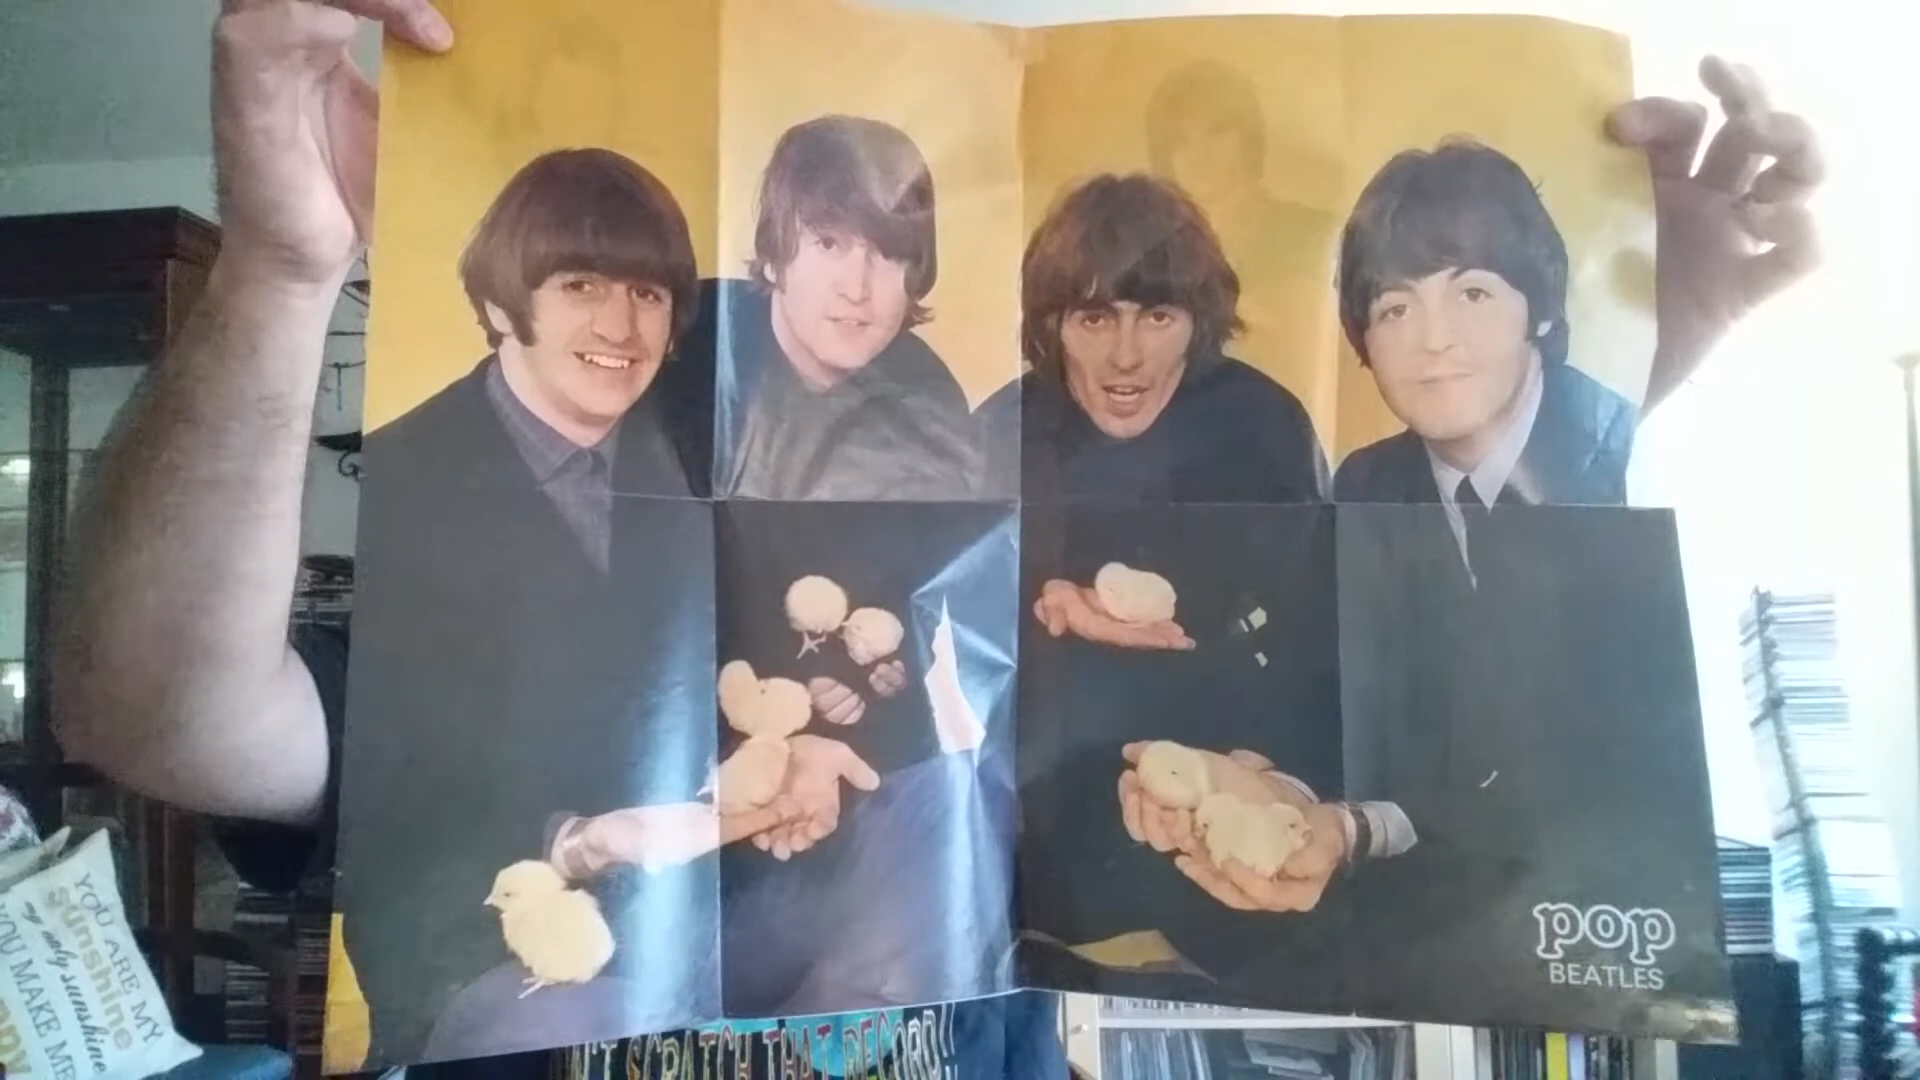 pop
BEATLES
YOU ARE MY
sunshine
my only sunshine
YOU MAKE ME
SCRATCH THAT RECORD!!